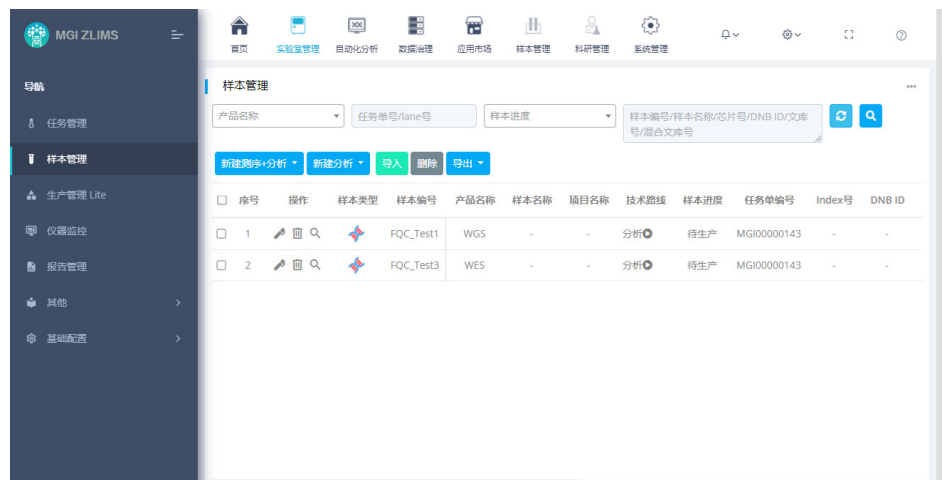 MGI ZLIMS
首页 实验室管理 自动化分析 数据治理 应用市场 样本管理 科研管理 系统管理
导航
任务管理
样本管理
生产管理 Lite
仪器监控
报告管理
其他
基础配置
样本管理
产品名称 任务单号/lane号 样本进度 样本编号/样本名称/芯片号/DNB ID/文库
号/混合文库号
新建测序+分析 新建分析 导入 删除 导出
序号 操作 样本类型 样本编号 产品名称 样本名称 项目名称 技术路线 样本进度 任务单编号 Index号 DNB ID
1 FQC_Test1 WGS - - 分析 待生产 MGI00000143 - -
2 FQC_Test3 WES - - 分析 待生产 MGI00000143 - -